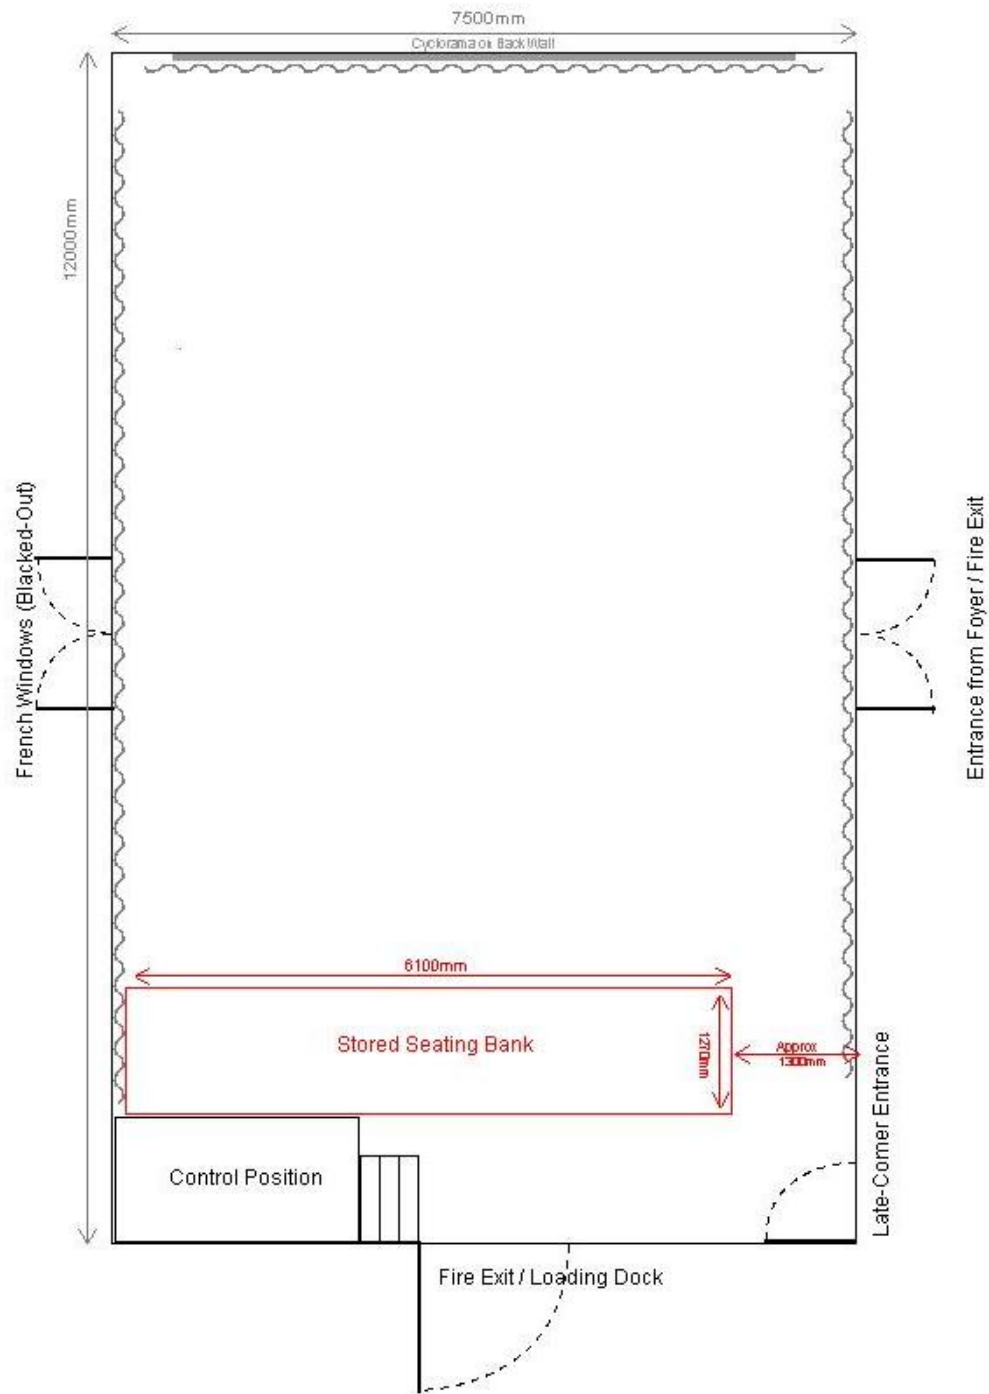 7500mm
Cyclorama on Back Wall
12000mm
French Windows (Blacked-Out)
Entrance from Foyer / Fire Exit
6100mm
Stored Seating Bank
1270mm
Approx
1300mm
Late-Comer Entrance
Control Position
Fire Exit / Loading Dock